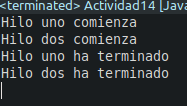 <terminated> Actividad14 [Java
Hilo uno comienza
Hilo dos comienza
Hilo uno ha terminado
Hilo dos ha terminado